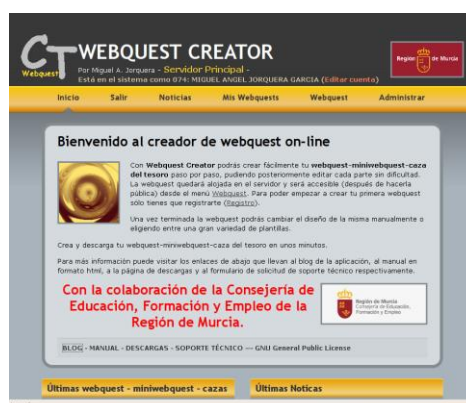 CT
Webquest
WEBQUEST CREATOR
Por Miguel A. Jorquera - Servidor Principal -
Está en el sistema como 074: MIGUEL ANGEL JORQUERA GARCIA (Editar cuenta)
Región de Murcia
Inicio Salir Noticias Mis Webquests Webquest Administrar
Bienvenido al creador de webquest on-line
Con Webquest Creator podrás crear fácilmente tu webquest-miniwebquest-caza
del tesoro paso por paso, pudiendo posteriormente editar cada parte sin dificultad.
La webquest quedará alojada en el servidor y será accesible (después de hacerla
pública) desde el menú Webquest. Para poder empezar a crear tu primera webquest
sólo tienes que registrarte (Registro).
Una vez terminada la webquest podrás cambiar el diseño de la misma manualmente o
eligiendo entre una gran variedad de plantillas.
Crea y descarga tu webquest-miniwebquest-caza del tesoro en unos minutos.
Para más información puede visitar los enlaces de abajo que llevan al blog de la aplicación, al manual en
formato html, a la página de descargas y al formulario de solicitud de soporte técnico respectivamente.
Con la colaboración de la Consejería de
Educación, Formación y Empleo de la
Región de Murcia.
Región de Murcia
Consejería de Educación,
Formación y Empleo
BLOG - MANUAL - DESCARGAS - SOPORTE TÉCNICO --- GNU General Public License
Últimas webquest - miniwebquest - cazas
Últimas Noticas